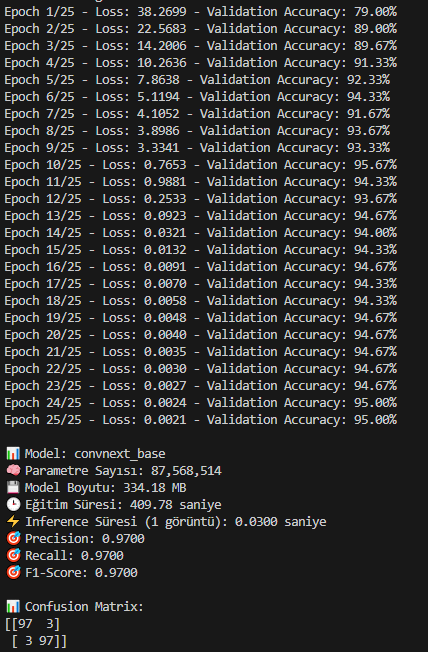 Epoch 1/25 - Loss: 38.2699 - Validation Accuracy: 79.00%
Epoch 2/25 - Loss: 22.5683 - Validation Accuracy: 89.00%
Epoch 3/25 - Loss: 14.2006 - Validation Accuracy: 89.67%
Epoch 4/25 - Loss: 10.2636 - Validation Accuracy: 91.33%
Epoch 5/25 - Loss: 7.8638 - Validation Accuracy: 92.33%
Epoch 6/25 - Loss: 5.1194 - Validation Accuracy: 94.33%
Epoch 7/25 - Loss: 4.1052 - Validation Accuracy: 91.67%
Epoch 8/25 - Loss: 3.8986 - Validation Accuracy: 93.67%
Epoch 9/25 - Loss: 3.3341 - Validation Accuracy: 93.33%
Epoch 10/25 - Loss: 0.7653 - Validation Accuracy: 95.67%
Epoch 11/25 - Loss: 0.9881 - Validation Accuracy: 94.33%
Epoch 12/25 - Loss: 0.2533 - Validation Accuracy: 93.67%
Epoch 13/25 - Loss: 0.0923 - Validation Accuracy: 94.67%
Epoch 14/25 - Loss: 0.0321 - Validation Accuracy: 94.00%
Epoch 15/25 - Loss: 0.0132 - Validation Accuracy: 94.33%
Epoch 16/25 - Loss: 0.0091 - Validation Accuracy: 94.67%
Epoch 17/25 - Loss: 0.0070 - Validation Accuracy: 94.33%
Epoch 18/25 - Loss: 0.0058 - Validation Accuracy: 94.33%
Epoch 19/25 - Loss: 0.0048 - Validation Accuracy: 94.67%
Epoch 20/25 - Loss: 0.0040 - Validation Accuracy: 94.67%
Epoch 21/25 - Loss: 0.0035 - Validation Accuracy: 94.67%
Epoch 22/25 - Loss: 0.0030 - Validation Accuracy: 94.67%
Epoch 23/25 - Loss: 0.0027 - Validation Accuracy: 94.67%
Epoch 24/25 - Loss: 0.0024 - Validation Accuracy: 95.00%
Epoch 25/25 - Loss: 0.0021 - Validation Accuracy: 95.00%
📊 Model: convnext_base
🧠 Parametre Sayısı: 87,568,514
💾 Model Boyutu: 334.18 MB
🕒 Eğitim Süresi: 409.78 saniye
⚡ Inference Süresi (1 görüntü): 0.0300 saniye
🎯 Precision: 0.9700
🎯 Recall: 0.9700
🎯 F1-Score: 0.9700
📊 Confusion Matrix:
[[97  3]
 [ 3 97]]